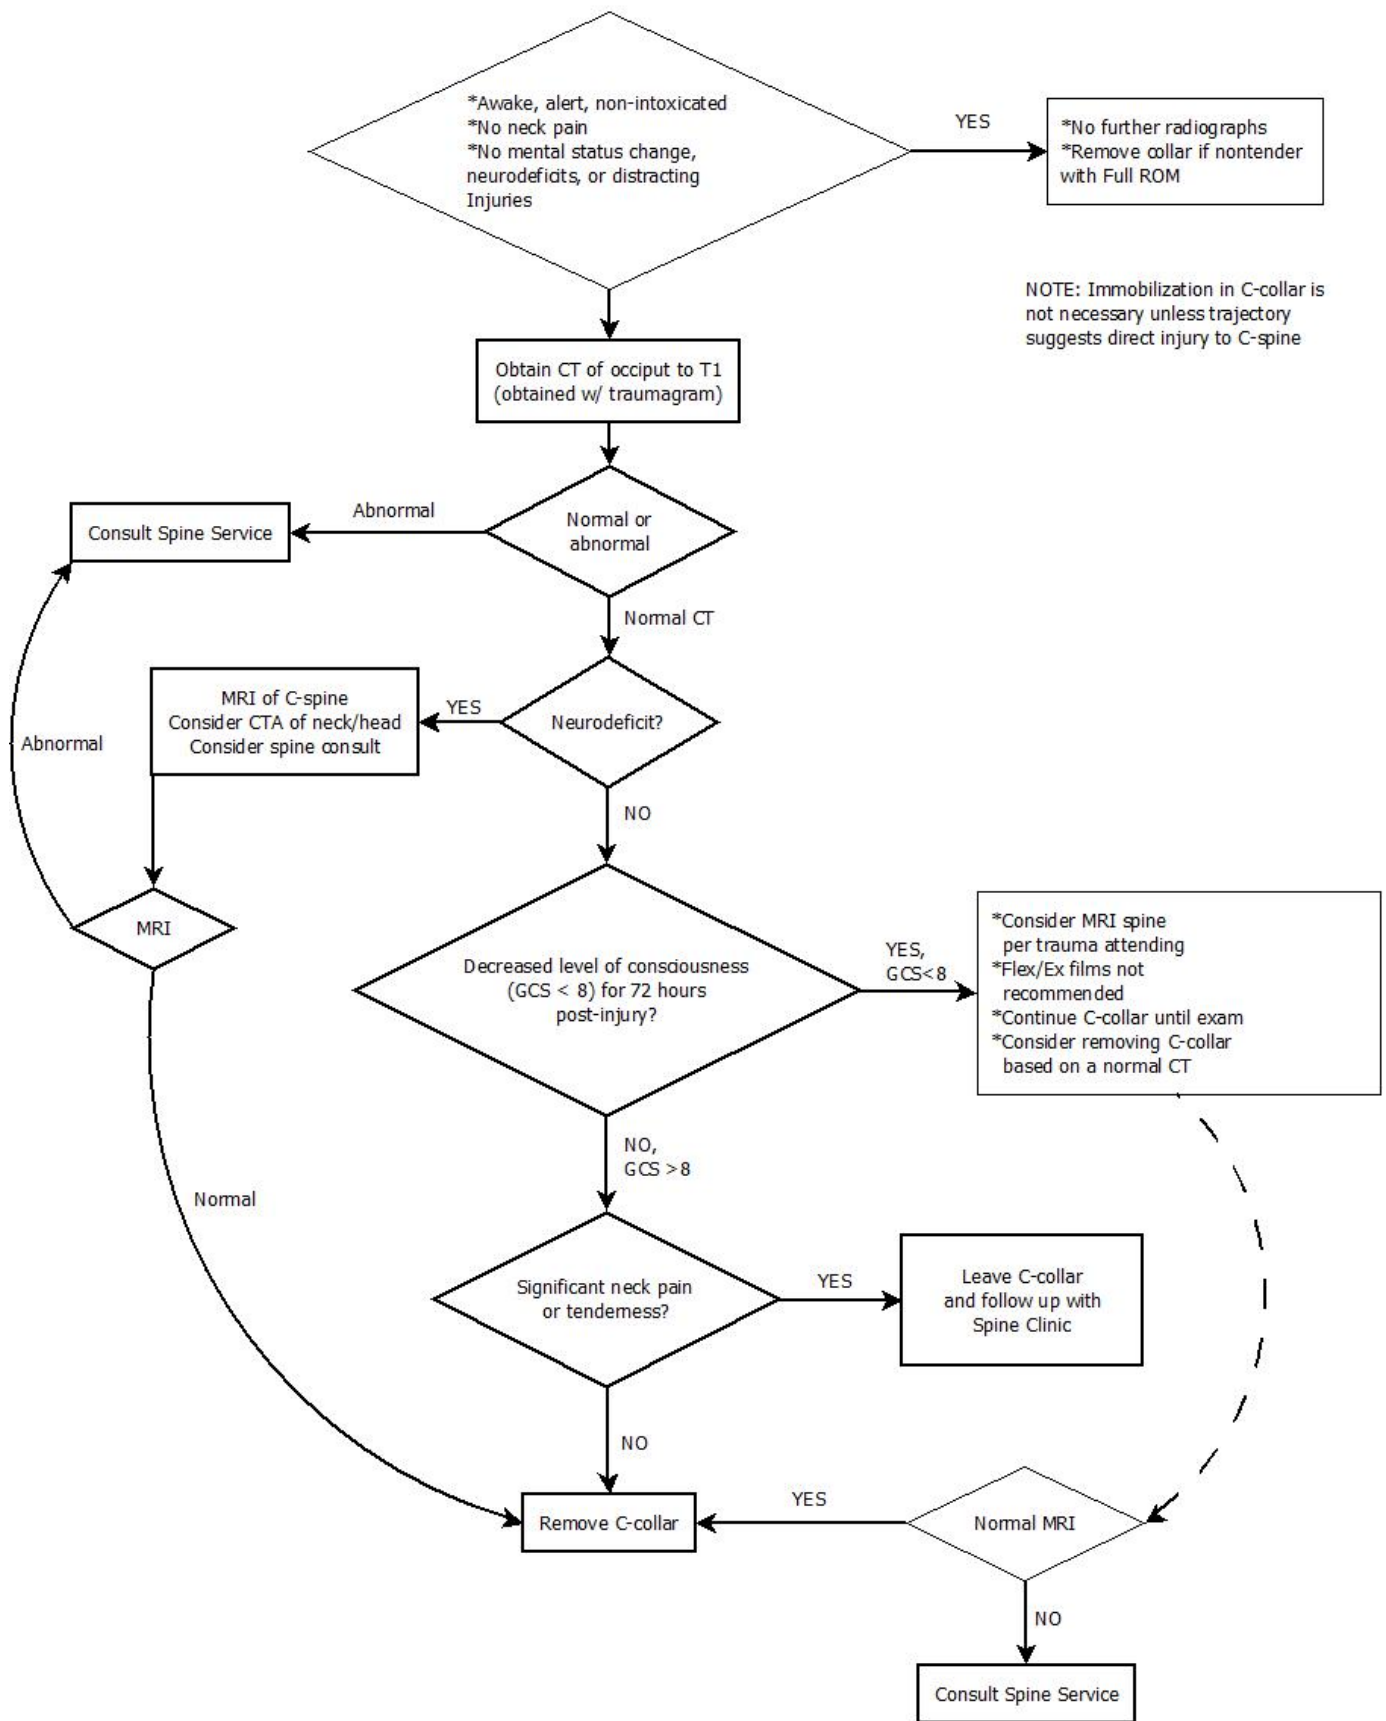 *Awake, alert, non-intoxicated
*No neck pain
*No mental status change,
neurodeficits, or distracting
Injuries
YES
*No further radiographs
*Remove collar if nontender
with Full ROM
NOTE: Immobilization in C-collar is
not necessary unless trajectory
suggests direct injury to C-spine
Obtain CT of occiput to T1
(obtained w/ traumagram)
Normal or
abnormal
Abnormal
Consult Spine Service
Normal CT
Neurodeficit?
YES
MRI of C-spine
Consider CTA of neck/head
Consider spine consult
Abnormal
NO
MRI
Decreased level of consciousness
(GCS < 8) for 72 hours
post-injury?
YES,
GCS<8
*Consider MRI spine
per trauma attending
*Flex/Ex films not
recommended
*Continue C-collar until exam
*Consider removing C-collar
based on a normal CT
NO,
GCS >8
Normal
Significant neck pain
or tenderness?
YES
Leave C-collar
and follow up with
Spine Clinic
NO
Remove C-collar
YES
Normal MRI
NO
Consult Spine Service